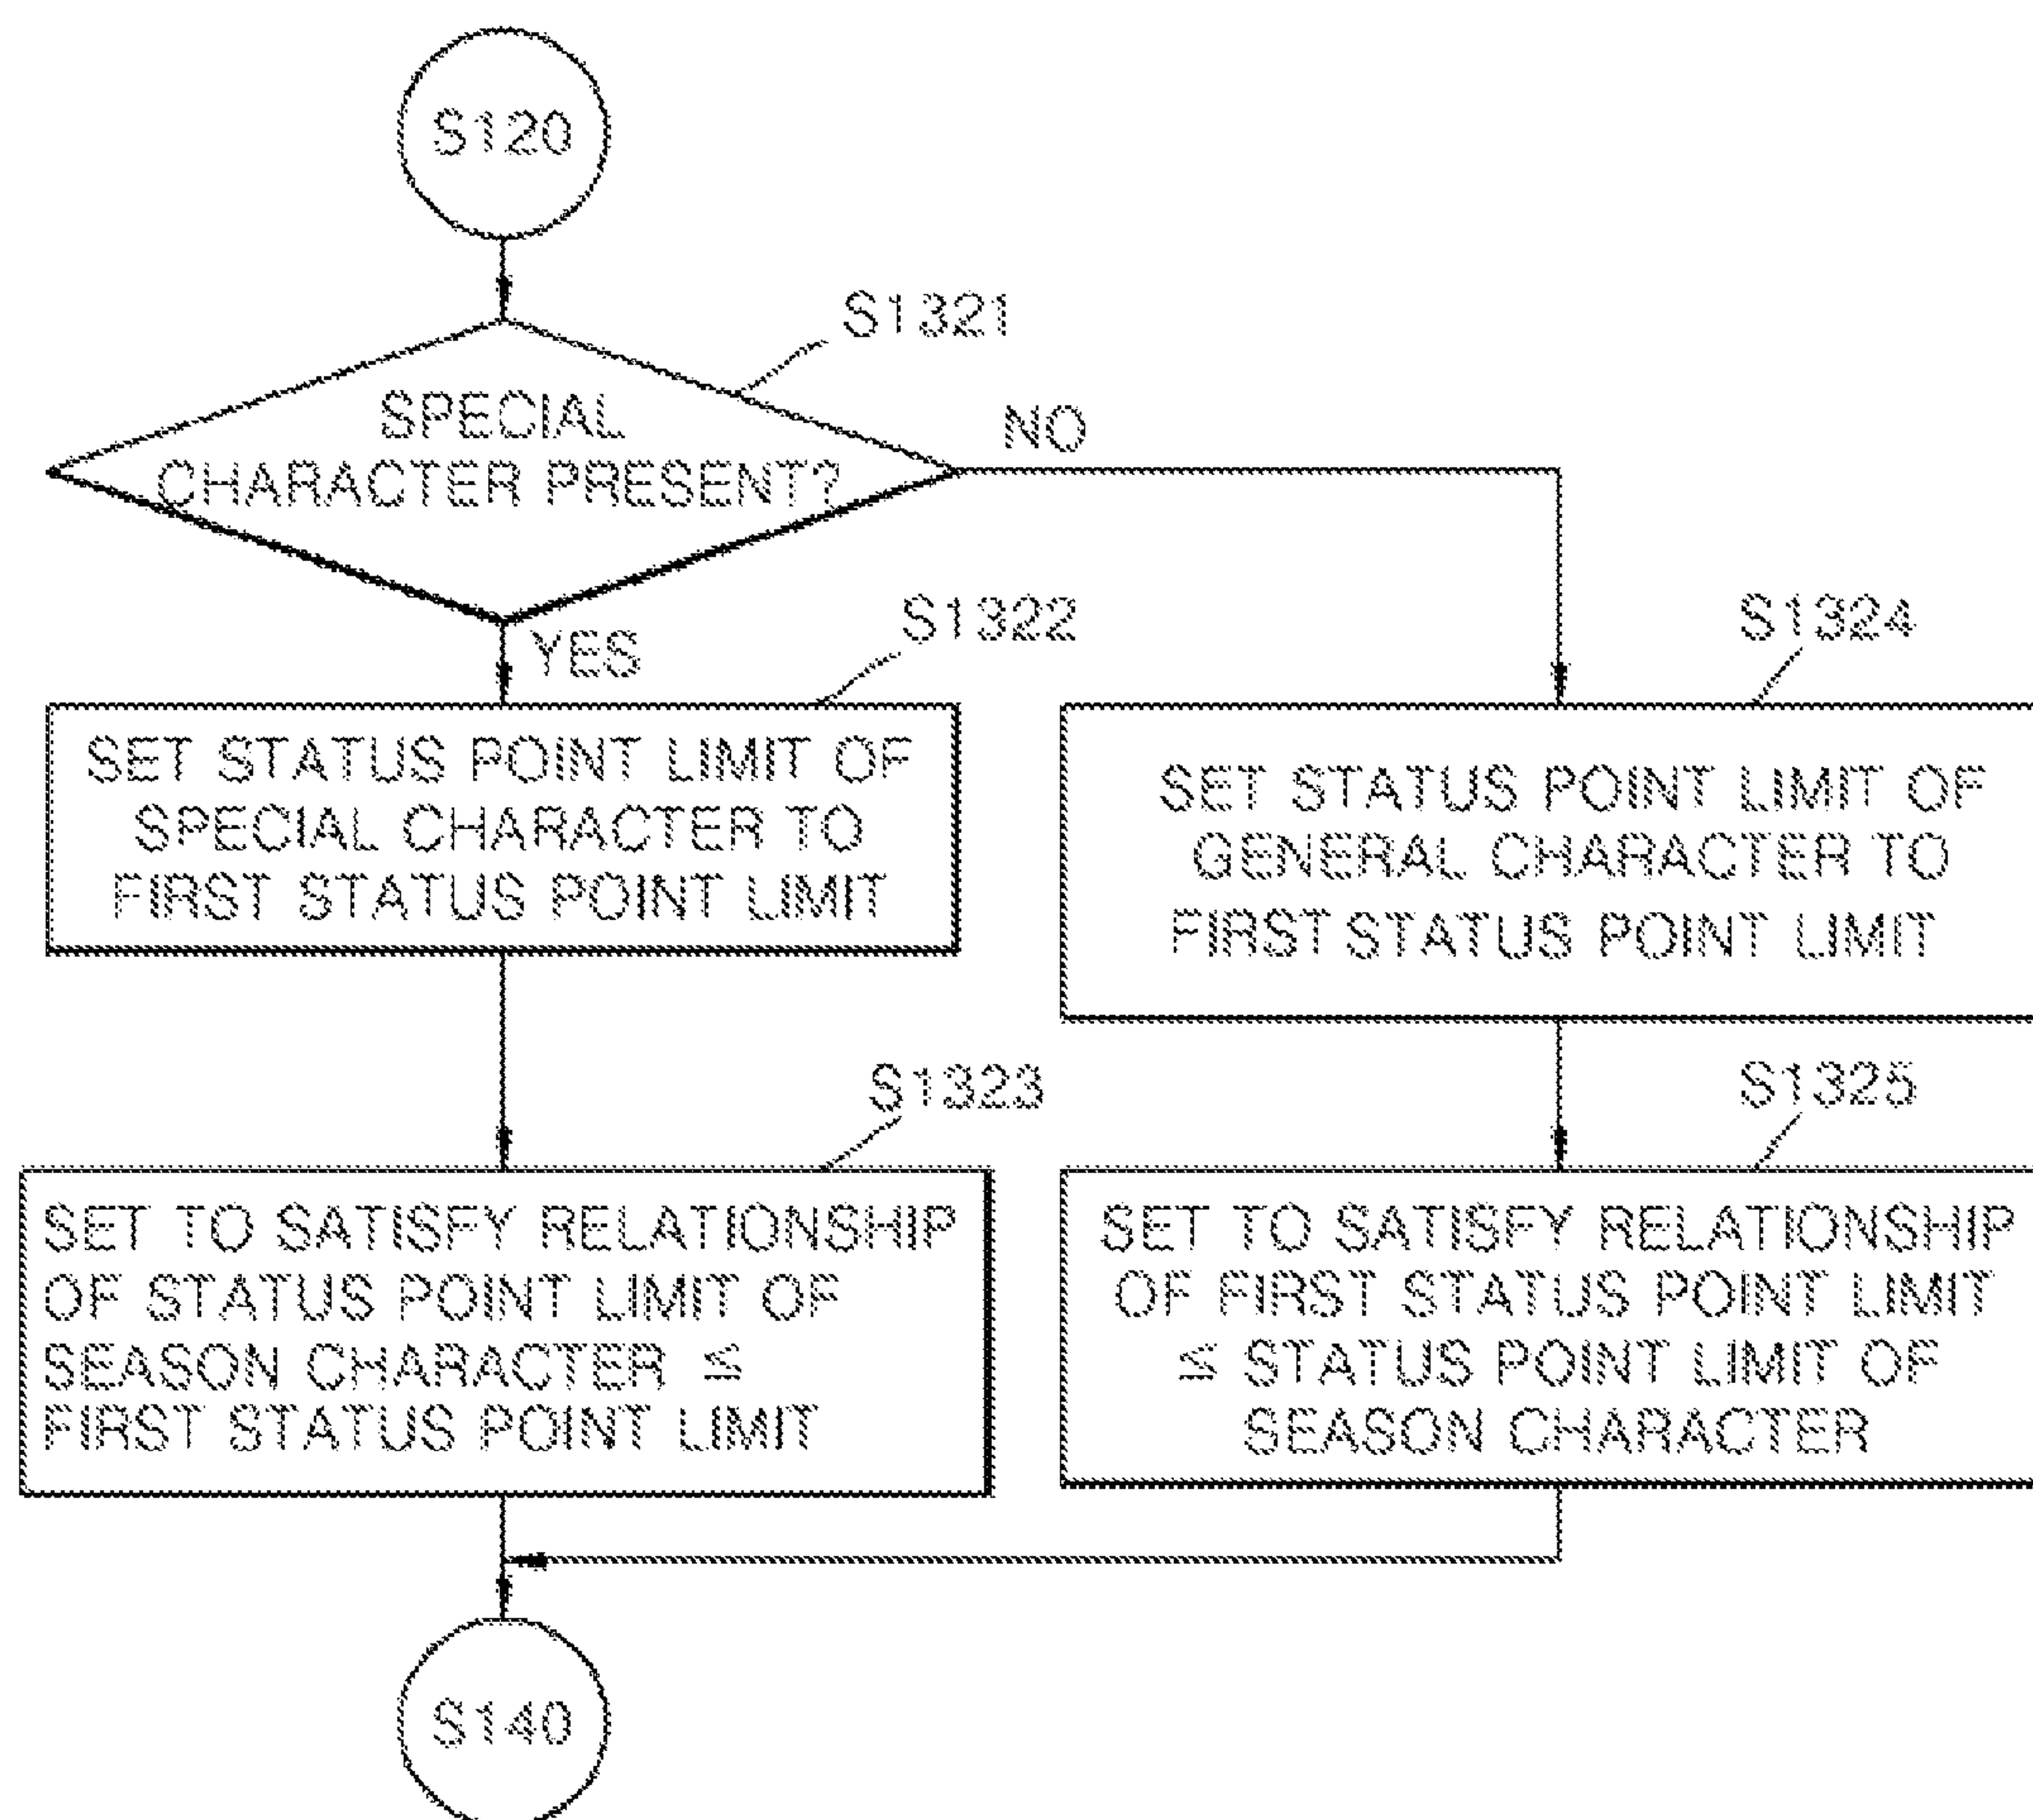 S120
S1321
SPECIAL
CHARACTER PRESENT?
NO
YES
S1322
SET STATUS POINT LIMIT OF
SPECIAL CHARACTER TO
FIRST STATUS POINT LIMIT
S1324
SET STATUS POINT LIMIT OF
GENERAL CHARACTER TO
FIRST STATUS POINT LIMIT
S1323
SET TO SATISFY RELATIONSHIP
OF STATUS POINT LIMIT OF
SEASON CHARACTER ≤
FIRST STATUS POINT LIMIT
S1325
SET TO SATISFY RELATIONSHIP
OF FIRST STATUS POINT LIMIT
≤ STATUS POINT LIMIT OF
SEASON CHARACTER
S140